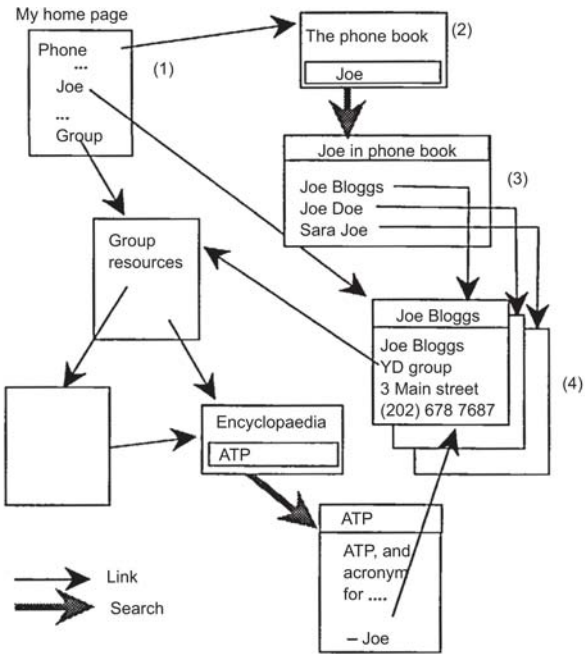 My home page
Phone
...
Joe
...
Group
(1)
The phone book
Joe
(2)
Joe in phone book
Joe Bloggs
Joe Doe
Sara Joe
(3)
Group
resources
Joe Bloggs
Joe Bloggs
YD group
3 Main street
(202) 678 7687
(4)
Encyclopaedia
ATP
ATP
ATP, and
acronym
for ....
– Joe
Link
Search